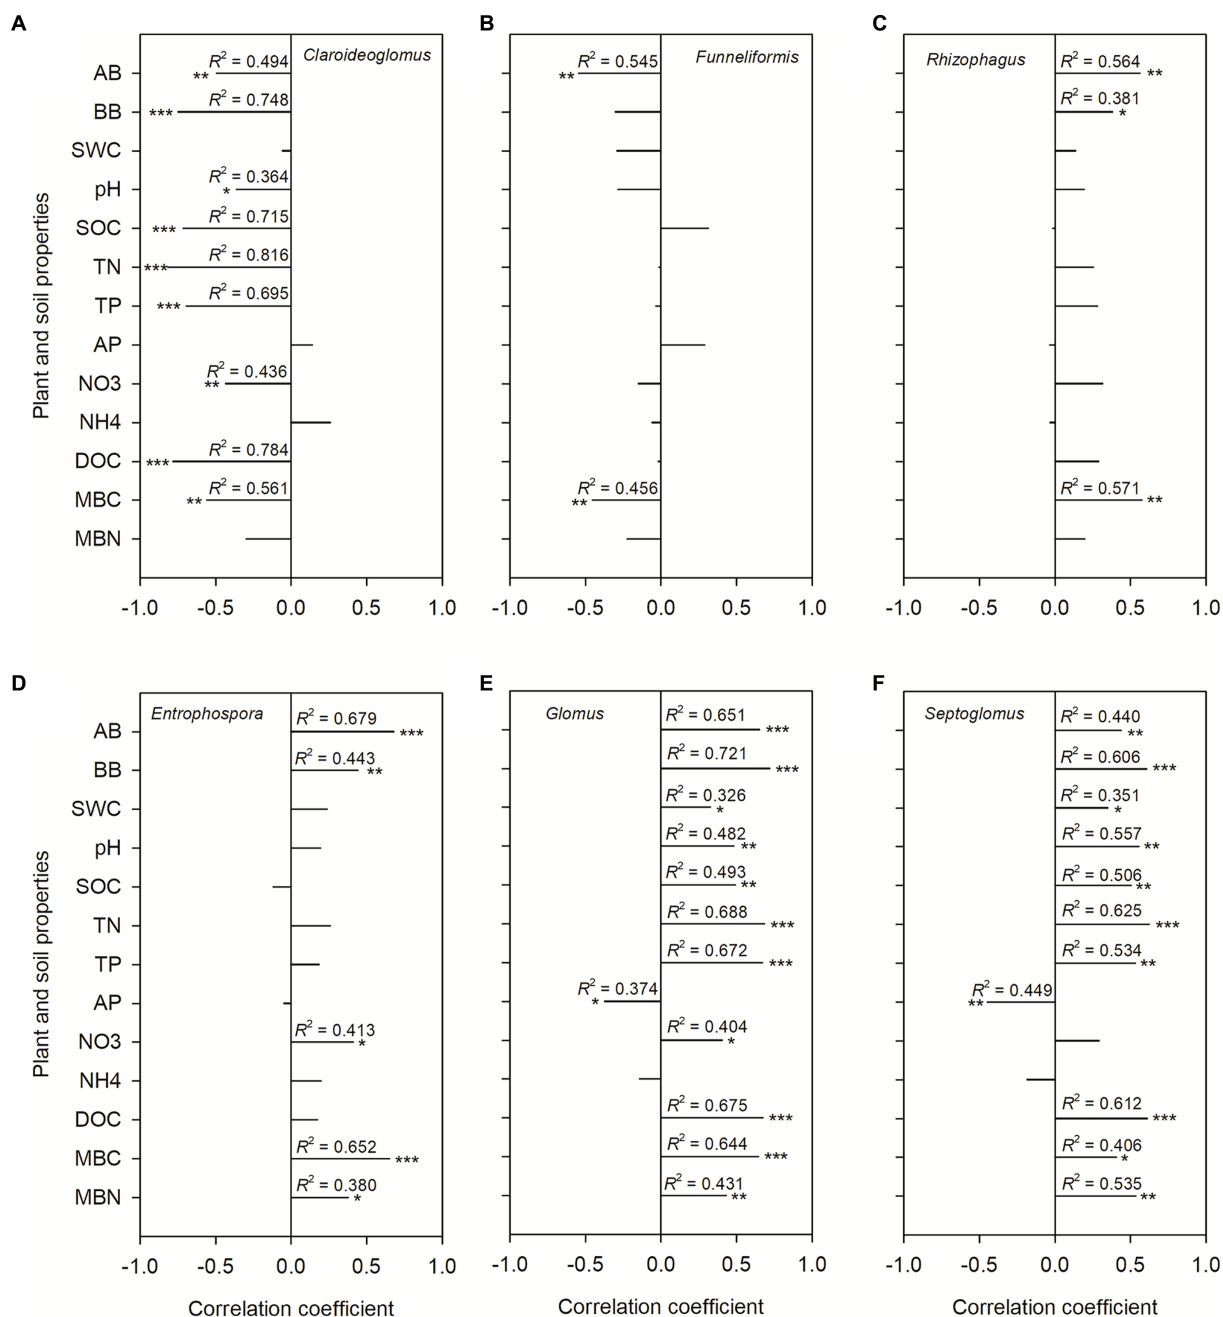 A
B
C
Claroideoglomus
Funneliformis
Rhizophagus
Plant and soil properties
AB
R² = 0.494
**
R² = 0.545
**
R² = 0.564
**
BB
R² = 0.748
***
R² = 0.381
*
SWC
pH
R² = 0.364
*
SOC
R² = 0.715
***
TN
R² = 0.816
***
TP
R² = 0.695
***
AP
NO3
R² = 0.436
**
NH4
DOC
R² = 0.784
***
MBC
R² = 0.561
**
R² = 0.456
**
R² = 0.571
**
MBN
-1.0 -0.5 0.0 0.5 1.0
-1.0 -0.5 0.0 0.5 1.0
-1.0 -0.5 0.0 0.5 1.0
D
E
F
Entrophospora
Glomus
Septoglomus
Plant and soil properties
AB
R² = 0.679
***
R² = 0.651
***
R² = 0.440
**
BB
R² = 0.443
**
R² = 0.721
***
R² = 0.606
***
SWC
R² = 0.326
*
R² = 0.351
*
pH
R² = 0.482
**
R² = 0.557
**
SOC
R² = 0.493
**
R² = 0.506
**
TN
R² = 0.688
***
R² = 0.625
***
TP
R² = 0.672
***
R² = 0.534
**
AP
R² = 0.374
*
R² = 0.449
**
NO3
R² = 0.413
*
R² = 0.404
*
NH4
DOC
R² = 0.675
***
R² = 0.612
***
MBC
R² = 0.652
***
R² = 0.644
***
R² = 0.406
*
MBN
R² = 0.380
*
R² = 0.431
**
R² = 0.535
**
-1.0 -0.5 0.0 0.5 1.0
-1.0 -0.5 0.0 0.5 1.0
-1.0 -0.5 0.0 0.5 1.0
Correlation coefficient
Correlation coefficient
Correlation coefficient